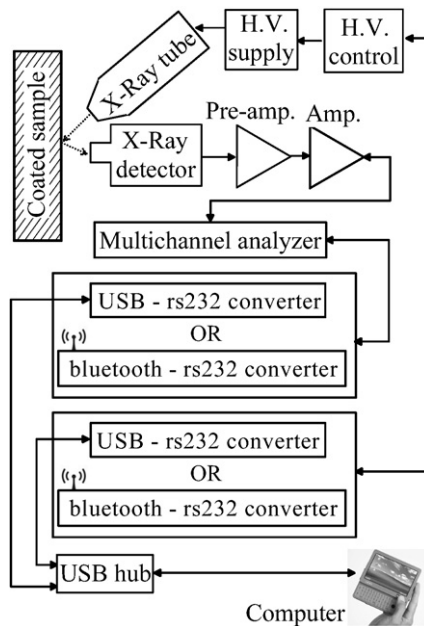 H.V.
supply
H.V.
control
X-Ray tube
Coated sample
X-Ray
detector
Pre-amp.
Amp.
Multichannel analyzer
USB - rs232 converter
OR
bluetooth - rs232 converter
USB - rs232 converter
OR
bluetooth - rs232 converter
USB hub
Computer